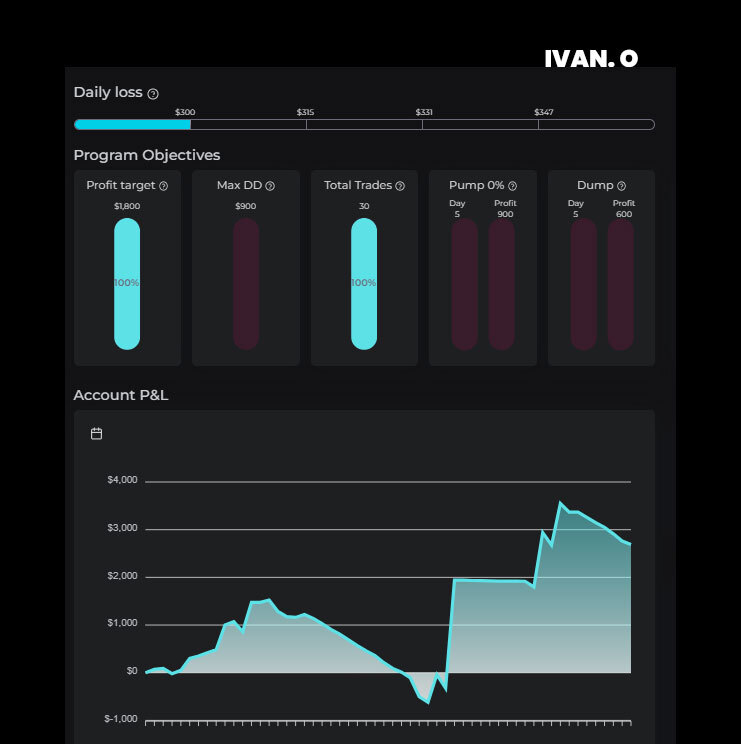 IVAN. O
Daily loss ?
$300 $315 $331 $347
Program Objectives
Profit target ? Max DD ? Total Trades ? Pump 0% ? Dump ?
$1,800 $900 30 Day Profit Day Profit
5 900 5 600
100% 100%
Account P&L
$4,000
$3,000
$2,000
$1,000
$0
$-1,000